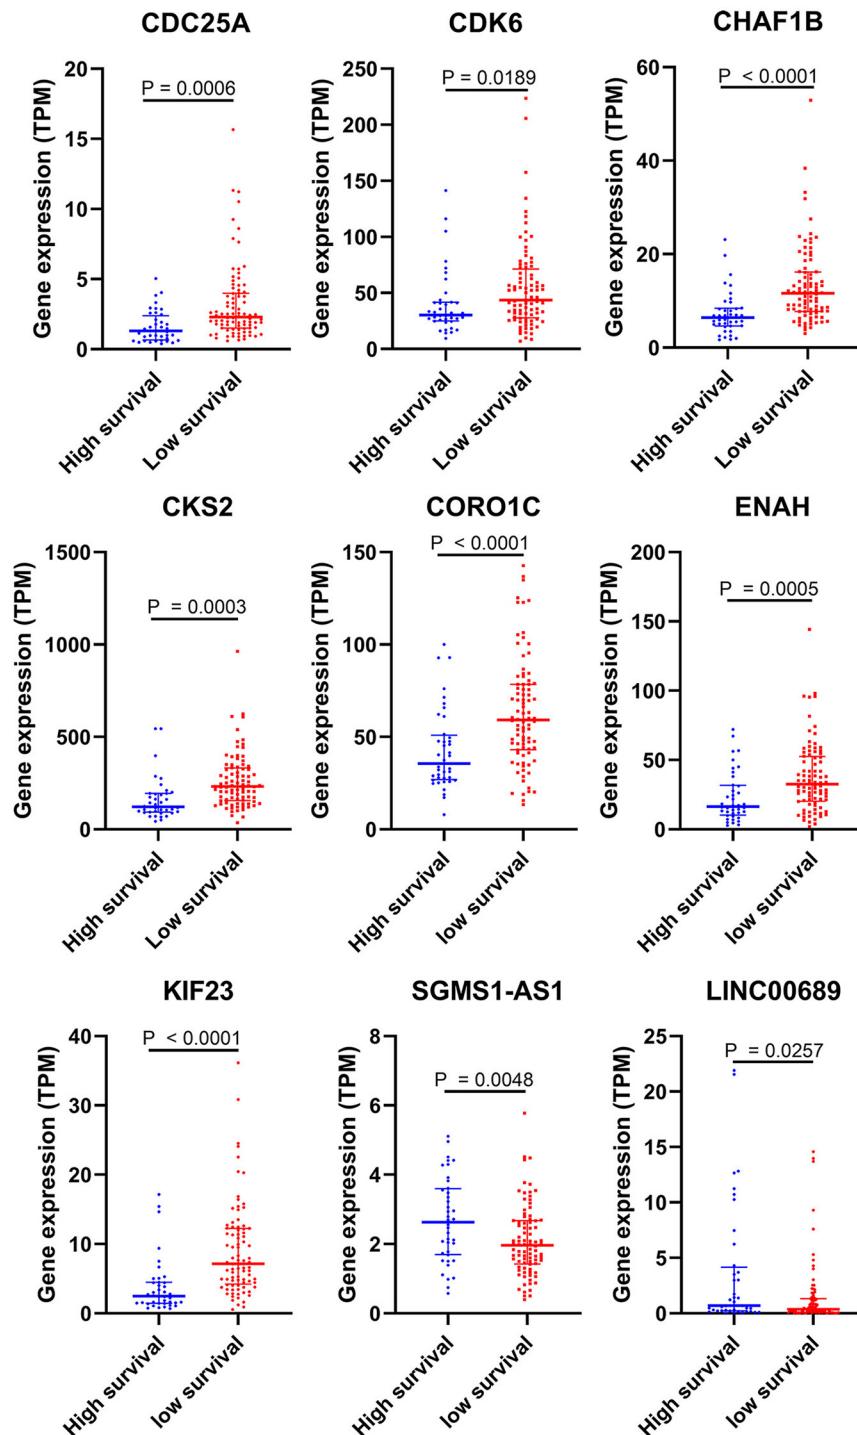 CDC25A
Gene expression (TPM)
20
15
10
5
0
P = 0.0006
High survival
Low survival
CDK6
Gene expression (TPM)
250
200
150
100
50
0
P = 0.0189
High survival
Low survival
CHAF1B
Gene expression (TPM)
60
40
20
0
P < 0.0001
High survival
Low survival
CKS2
Gene expression (TPM)
1500
1000
500
0
P = 0.0003
High survival
Low survival
CORO1C
Gene expression (TPM)
150
100
50
0
P < 0.0001
High survival
low survival
ENAH
Gene expression (TPM)
200
150
100
50
0
P = 0.0005
High survival
low survival
KIF23
Gene expression (TPM)
40
30
20
10
0
P < 0.0001
High survival
low survival
SGMS1-AS1
Gene expression (TPM)
8
6
4
2
0
P = 0.0048
High survival
low survival
LINC00689
Gene expression (TPM)
25
20
15
10
5
0
P = 0.0257
High survival
low survival